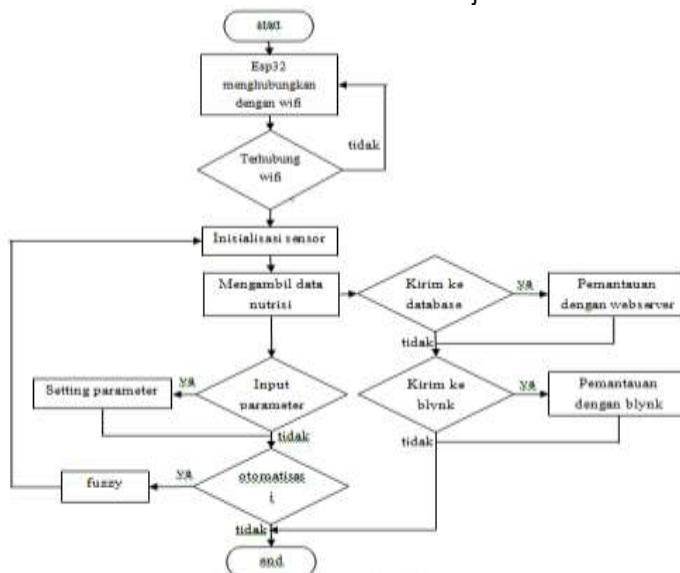 start
Esp32
menghubungkan
dengan wifi
tidak
Terhubung
wifi
Inisialisasi sensor
Mengambil data
nutrisi
Kirim ke
database
ya
Pemantauan
dengan webserver
tidak
Setting parameter
ya
Input
parameter
Kirim ke
blynk
ya
Pemantauan
dengan blynk
tidak
tidak
fuzzy
ya
otomatisas
i
tidak
end